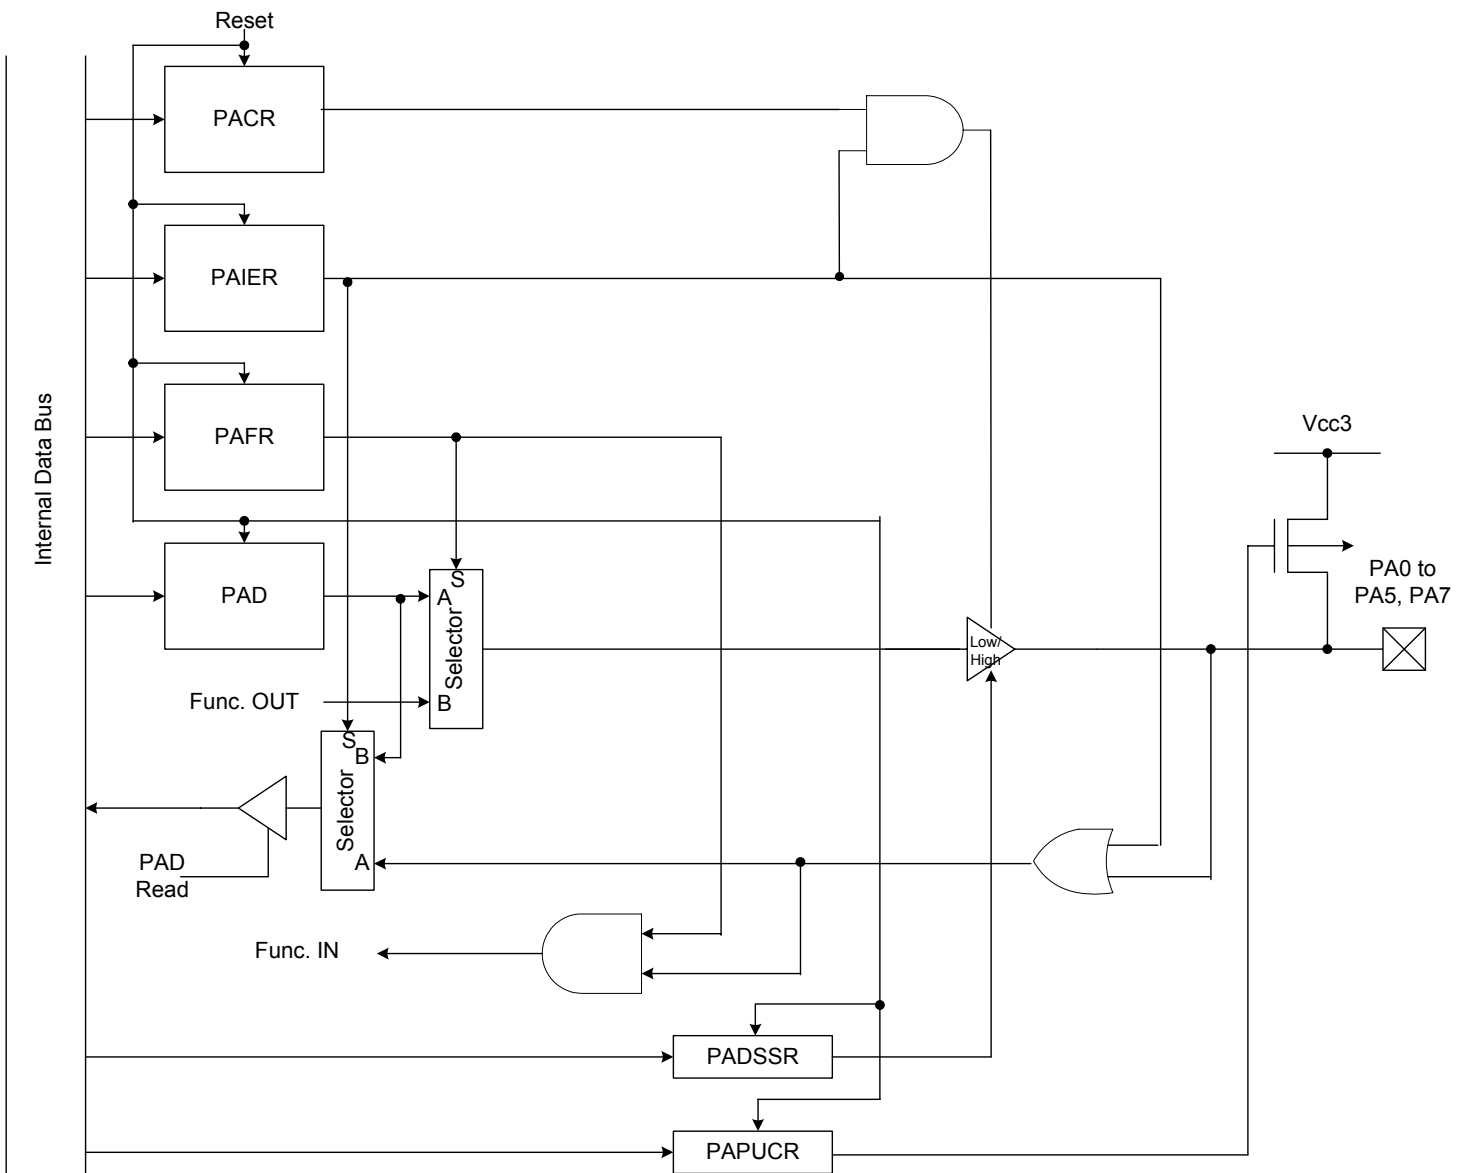 Reset
PACR
PAIER
Internal Data Bus
PAFR
Vcc3
PAD
S
A
Selector
B
PA0 to
PA5, PA7
Low/
High
Func. OUT
S
B
Selector
A
PAD
Read
Func. IN
PADSSR
PAPUCR